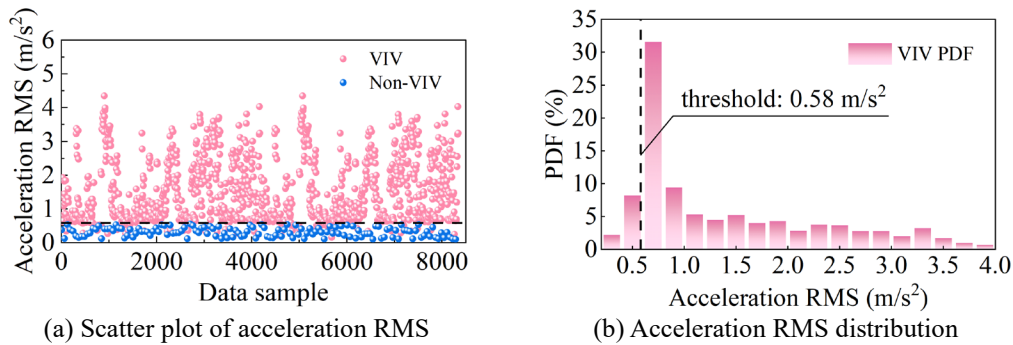 Acceleration RMS (m/s²)
6
5
4
3
2
1
0
VIV
Non-VIV
0 2000 4000 6000 8000
Data sample
(a) Scatter plot of acceleration RMS
PDF (%)
35
30
25
20
15
10
5
0
VIV PDF
threshold: 0.58 m/s²
0.5 1.0 1.5 2.0 2.5 3.0 3.5 4.0
Acceleration RMS (m/s²)
(b) Acceleration RMS distribution